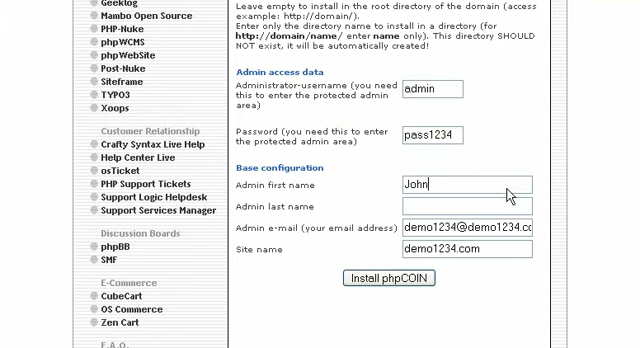 Geeklog
Mambo Open Source
PHP-Nuke
phpWCMS
phpWebSite
Post-Nuke
Siteframe
TYPO3
Xoops
Customer Relationship
Crafty Syntax Live Help
Help Center Live
osTicket
PHP Support Tickets
Support Logic Helpdesk
Support Services Manager
Discussion Boards
phpBB
SMF
E-Commerce
CubeCart
OS Commerce
Zen Cart
F.A.Q.
Leave empty to install in the root directory of the domain (access
example: http://domain/).
Enter only the directory name to install in a directory (for
http://domain/name/ enter name only). This directory SHOULD
NOT exist, it will be automatically created!
Admin access data
Administrator-username (you need
this to enter the protected admin
area)
admin
Password (you need this to enter
the protected admin area)
pass1234
Base configuration
Admin first name
John
Admin last name
Admin e-mail (your email address)
demo1234@demo1234.cc
Site name
demo1234.com
Install phpCOIN